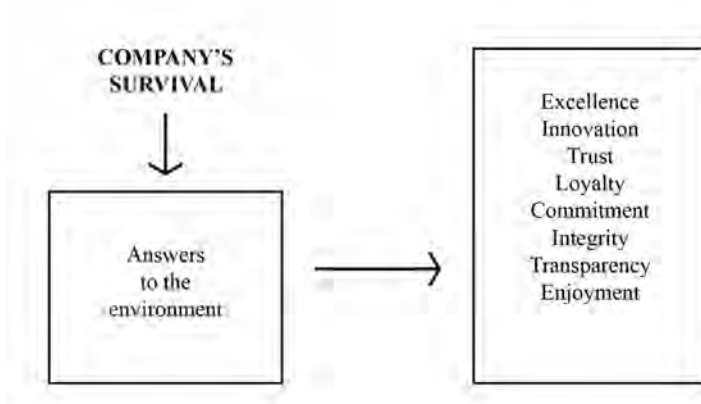 COMPANY'S
SURVIVAL
Answers
to the
environment
Excellence
Innovation
Trust
Loyalty
Commitment
Integrity
Transparency
Enjoyment